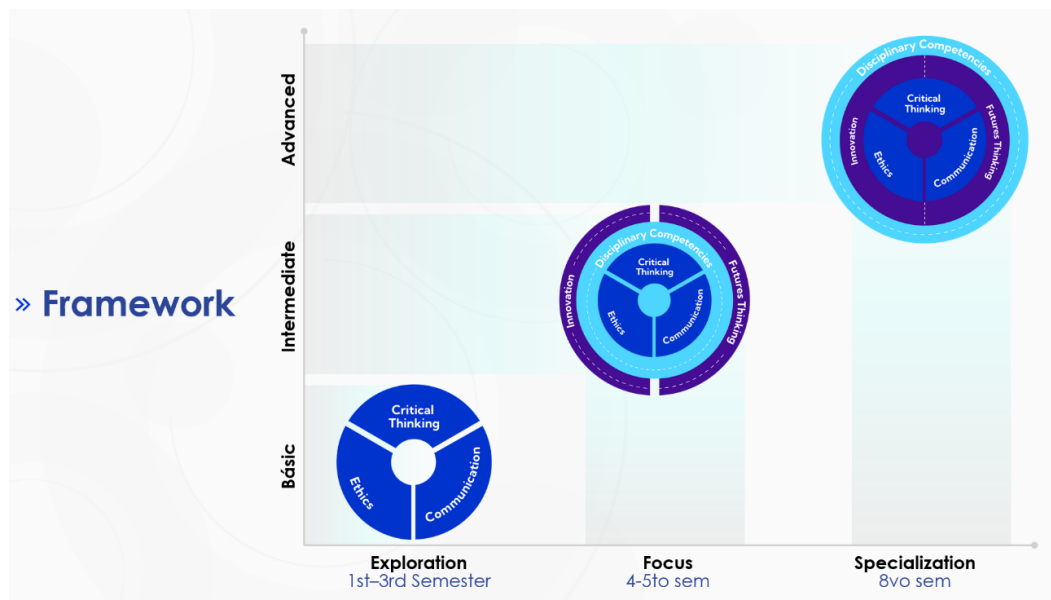 » Framework
Advanced
Intermediate
Básic
Disciplinary Competencies
Critical
Thinking
Innovation
Futures Thinking
Ethics
Communication
Disciplinary Competencies
Critical
Thinking
Innovation
Futures Thinking
Ethics
Communication
Critical
Thinking
Ethics
Communication
Exploration
1st–3rd Semester
Focus
4-5to sem
Specialization
8vo sem